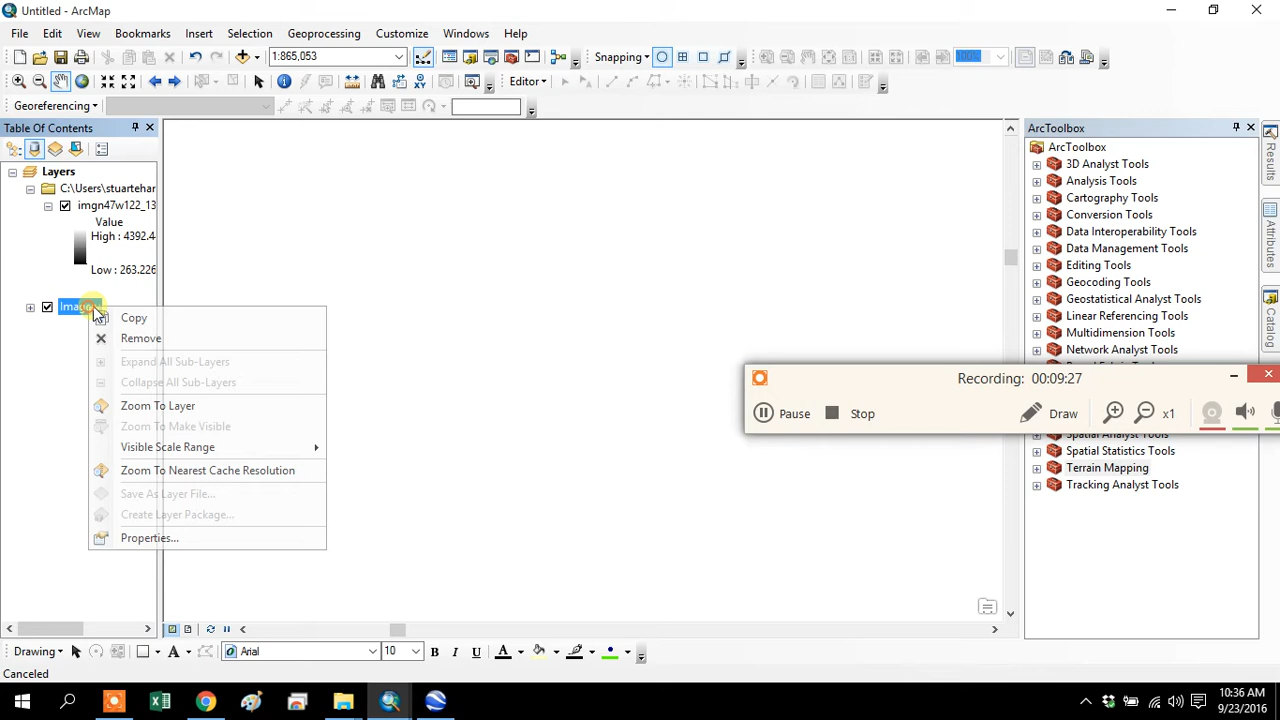 Untitled - ArcMap
File Edit View Bookmarks Insert Selection Geoprocessing Customize Windows Help
1:865,053 Snapping 100%
Editor
Georeferencing
Table Of Contents
Layers
C:\Users\stuartehar
imgn47w122_13
Value
High : 4392.4
Low : 263.226
Copy
Remove
Expand All Sub-Layers
Collapse All Sub-Layers
Zoom To Layer
Zoom To Make Visible
Visible Scale Range
Zoom To Nearest Cache Resolution
Save As Layer File...
Create Layer Package...
Properties...
ArcToolbox
ArcToolbox
3D Analyst Tools
Analysis Tools
Cartography Tools
Conversion Tools
Data Interoperability Tools
Data Management Tools
Editing Tools
Geocoding Tools
Geostatistical Analyst Tools
Linear Referencing Tools
Multidimension Tools
Network Analyst Tools
Recording: 00:09:27
Pause Stop Draw x1
Spatial Analyst Tools
Spatial Statistics Tools
Terrain Mapping
Tracking Analyst Tools
Results
Attributes
Catalog
Drawing A Arial 10 B I U A
Canceled
10:36 AM
9/23/2016